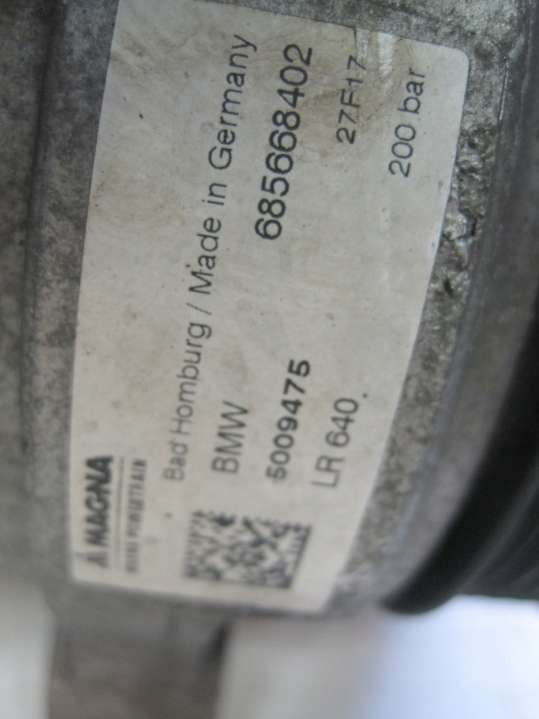 MAGNA
Bad Homburg / Made in Germany
BMW 685668402
5009475 27F17
LR 640. 200 bar